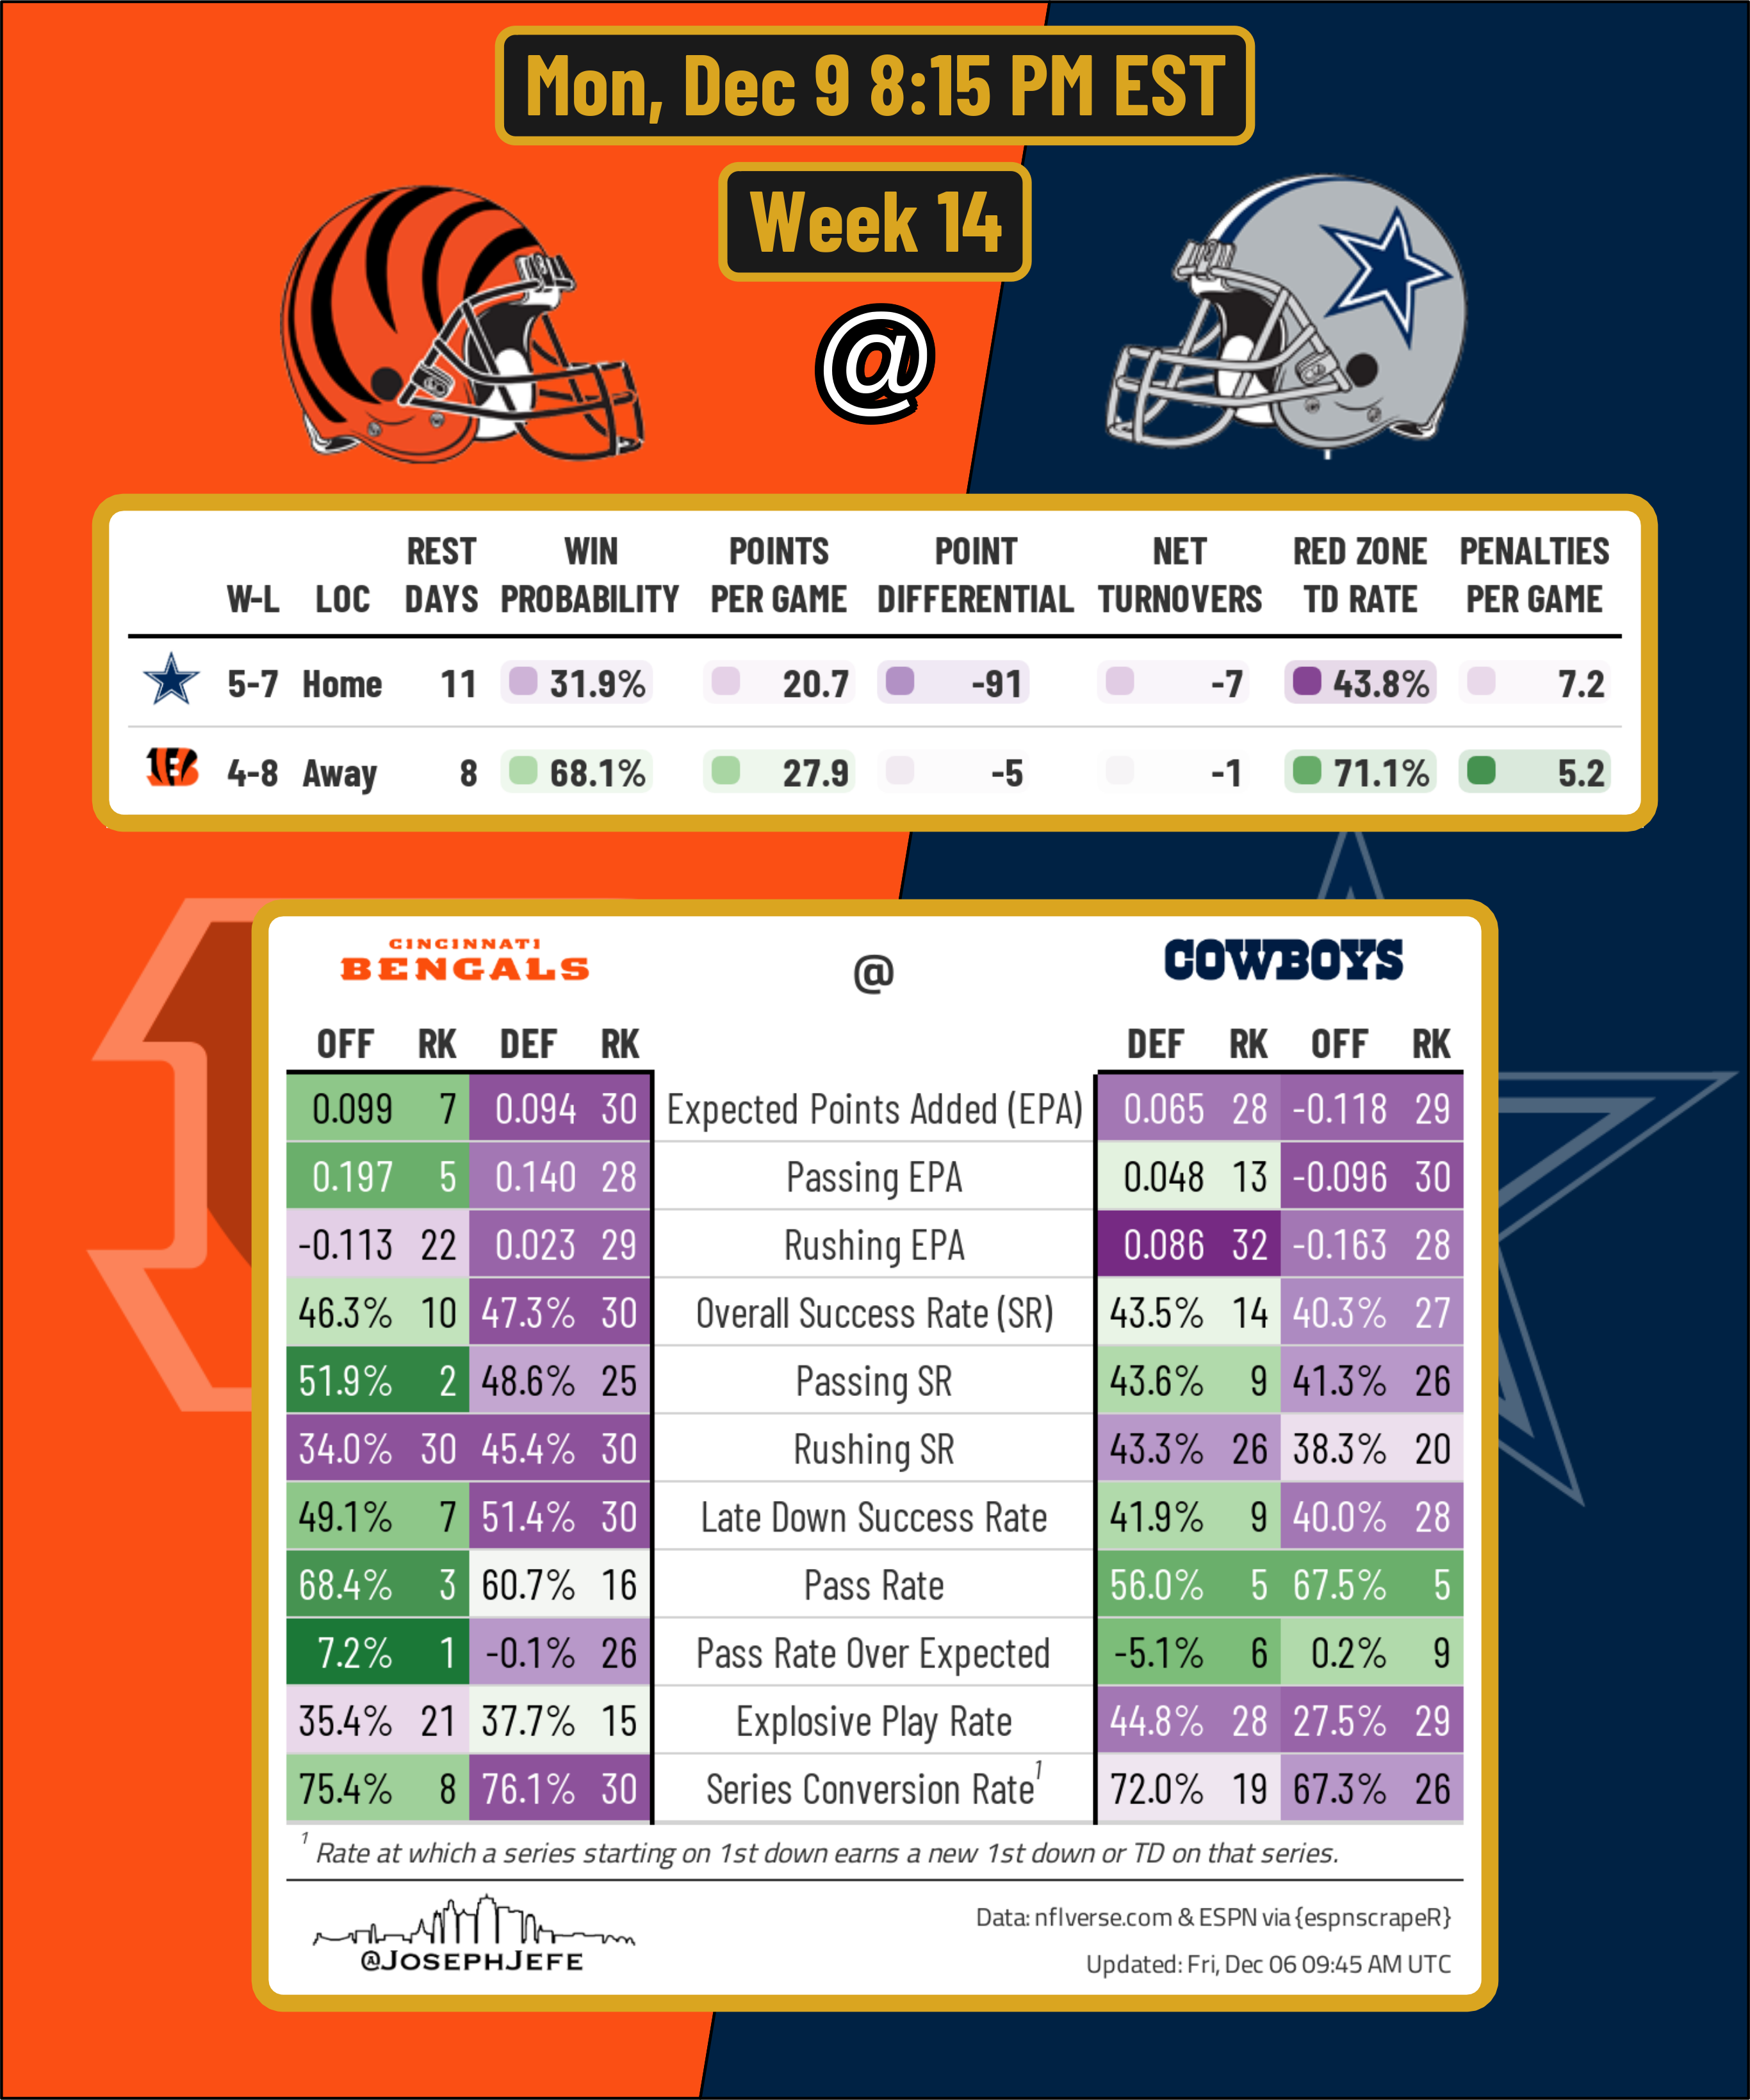 Mon, Dec 9 8:15 PM EST
Week 14
@
REST WIN POINTS POINT NET RED ZONE PENALTIES
W-L LOC DAYS PROBABILITY PER GAME DIFFERENTIAL TURNOVERS TD RATE PER GAME
5-7 Home 11 31.9% 20.7 -91 -7 43.8% 7.2
4-8 Away 8 68.1% 27.9 -5 -1 71.1% 5.2
CINCINNATI
BENGALS @ COWBOYS
OFF RK DEF RK DEF RK OFF RK
0.099 7 0.094 30 Expected Points Added (EPA) 0.065 28 -0.118 29
0.197 5 0.140 28 Passing EPA 0.048 13 -0.096 30
-0.113 22 0.023 29 Rushing EPA 0.086 32 -0.163 28
46.3% 10 47.3% 30 Overall Success Rate (SR) 43.5% 14 40.3% 27
51.9% 2 48.6% 25 Passing SR 43.6% 9 41.3% 26
34.0% 30 45.4% 30 Rushing SR 43.3% 26 38.3% 20
49.1% 7 51.4% 30 Late Down Success Rate 41.9% 9 40.0% 28
68.4% 3 60.7% 16 Pass Rate 56.0% 5 67.5% 5
7.2% 1 -0.1% 26 Pass Rate Over Expected -5.1% 6 0.2% 9
35.4% 21 37.7% 15 Explosive Play Rate 44.8% 28 27.5% 29
75.4% 8 76.1% 30 Series Conversion Rate¹ 72.0% 19 67.3% 26
¹ Rate at which a series starting on 1st down earns a new 1st down or TD on that series.
@JOSEPHJEFE
Data: nflverse.com & ESPN via {espnscrapeR}
Updated: Fri, Dec 06 09:45 AM UTC